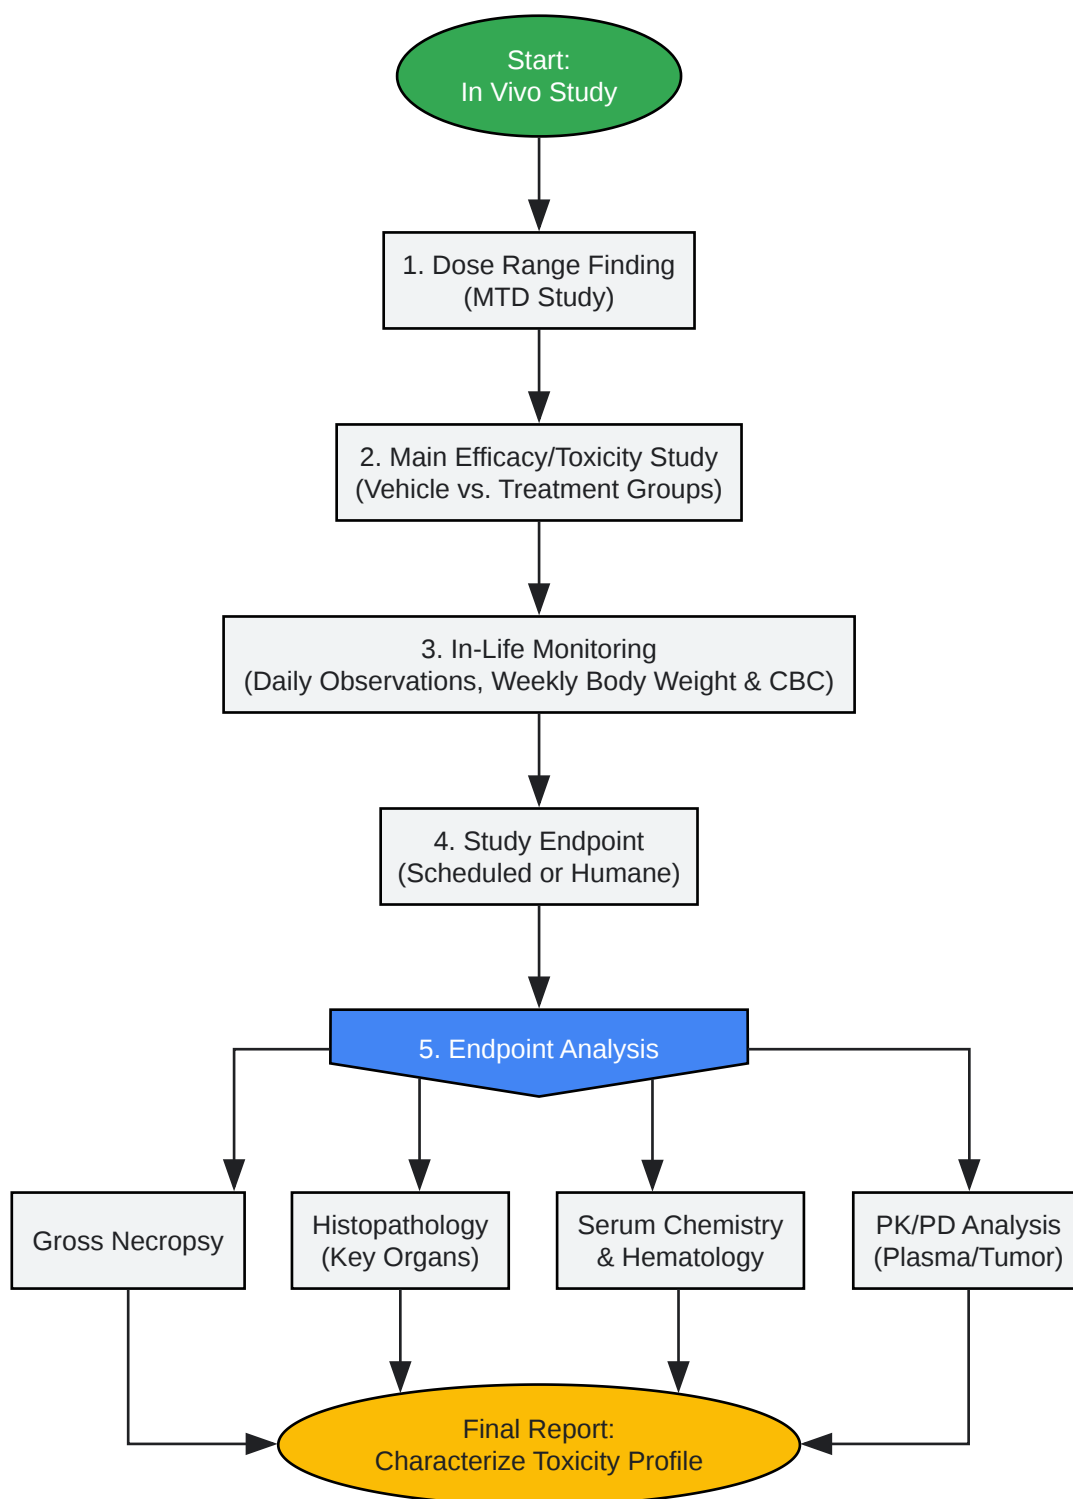 Start:
In Vivo Study
1. Dose Range Finding
(MTD Study)
2. Main Efficacy/Toxicity Study
(Vehicle vs. Treatment Groups)
3. In-Life Monitoring
(Daily Observations, Weekly Body Weight & CBC)
4. Study Endpoint
(Scheduled or Humane)
5. Endpoint Analysis
Gross Necropsy
Histopathology
(Key Organs)
Serum Chemistry
& Hematology
PK/PD Analysis
(Plasma/Tumor)
Final Report:
Characterize Toxicity Profile